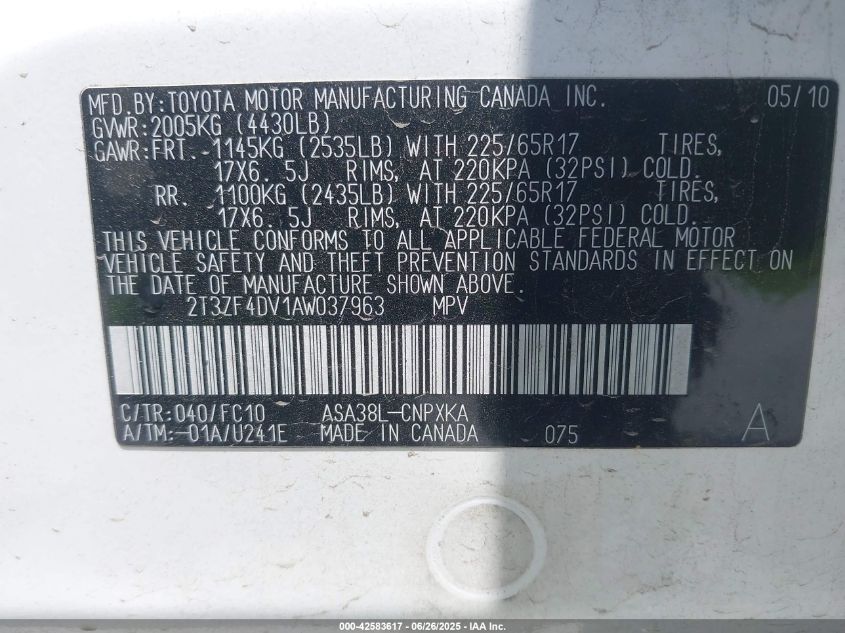 MFD.BY:TOYOTA MOTOR MANUFACTURING CANADA INC. 05/10
GVWR:2005KG (4430LB)
GAWR:FRT. 1145KG (2535LB) WITH 225/65R17 TIRES,
17X6.5J RIMS, AT 220KPA (32PSI) COLD.
RR. 1100KG (2435LB) WITH 225/65R17 TIRES,
17X6.5J RIMS, AT 220KPA (32PSI) COLD.
THIS VEHICLE CONFORMS TO ALL APPLICABLE FEDERAL MOTOR
VEHICLE SAFETY AND THEFT PREVENTION STANDARDS IN EFFECT ON
THE DATE OF MANUFACTURE SHOWN ABOVE.
2T3ZF4DV1AW037963 MPV
C/TR:040/FC10 ASA38L-CNPXKA
A/TM:-01A/U241E MADE IN CANADA 075 A
000-42583617 - 06/26/2025 - IAA Inc.